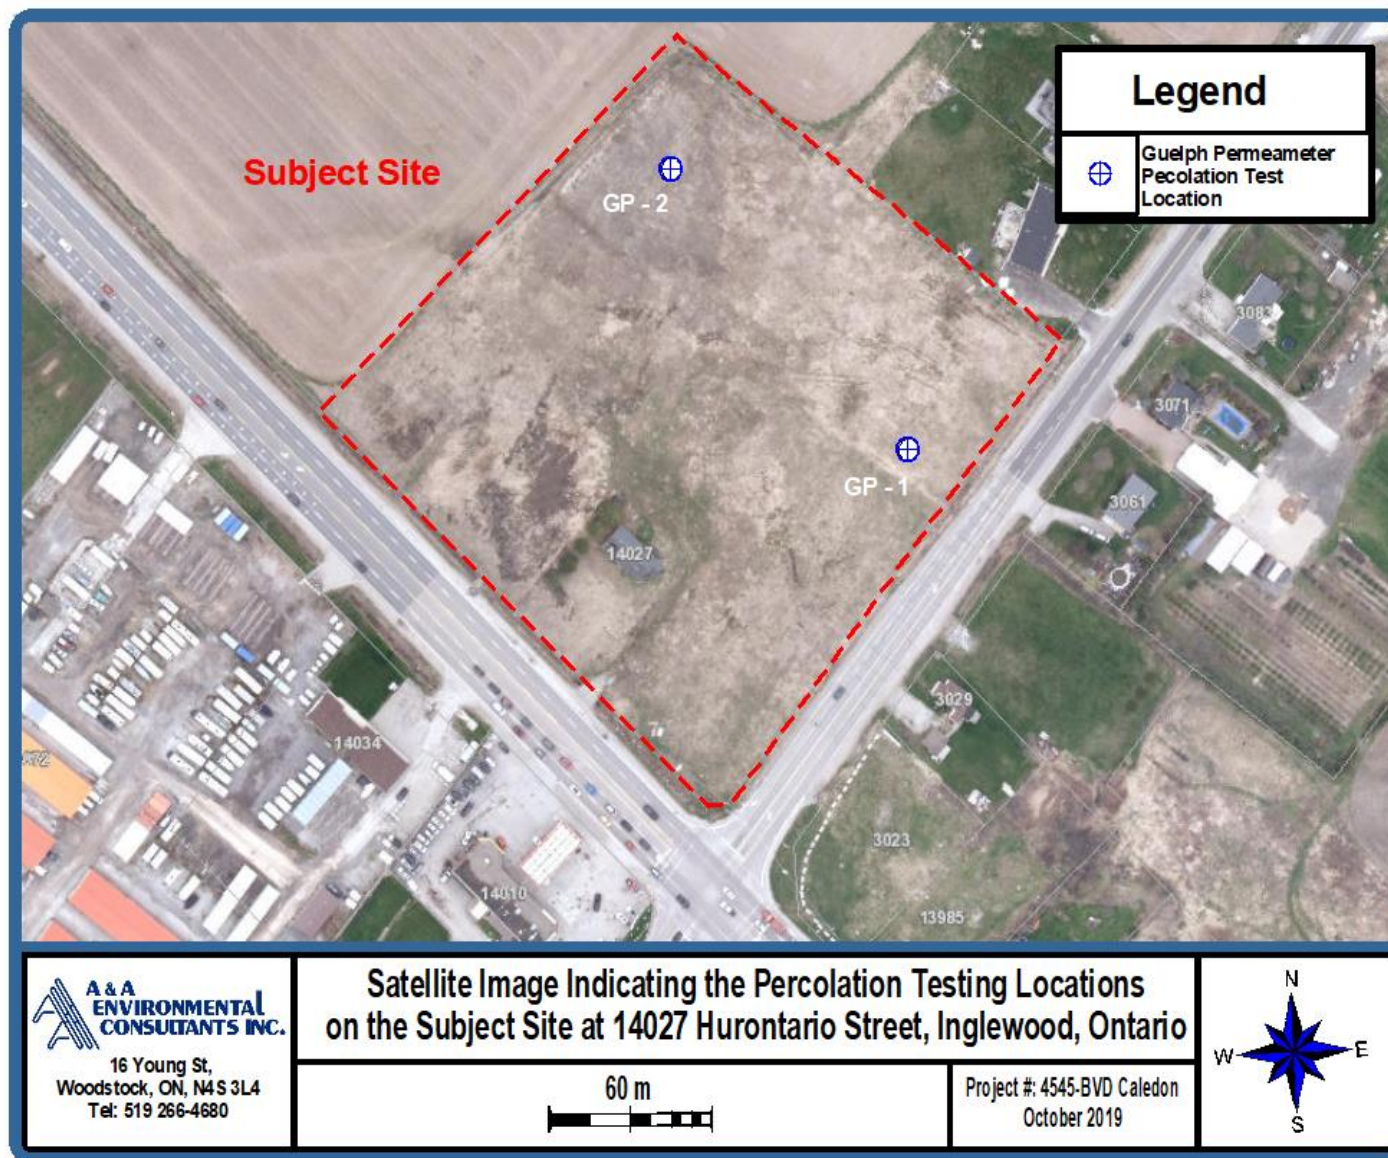 Legend
Guelph Permeameter
Pecolation Test
Location
Subject Site
GP - 2
3083
3071
GP - 1
3061
14027
3029
14034
3023
14010
13985
A & A
ENVIRONMENTAL
CONSULTANTS INC.
16 Young St,
Woodstock, ON, N4S 3L4
Tel: 519 266-4680
Satellite Image Indicating the Percolation Testing Locations
on the Subject Site at 14027 Hurontario Street, Inglewood, Ontario
60 m
Project #: 4545-BVD Caledon
October 2019
N
W
E
S